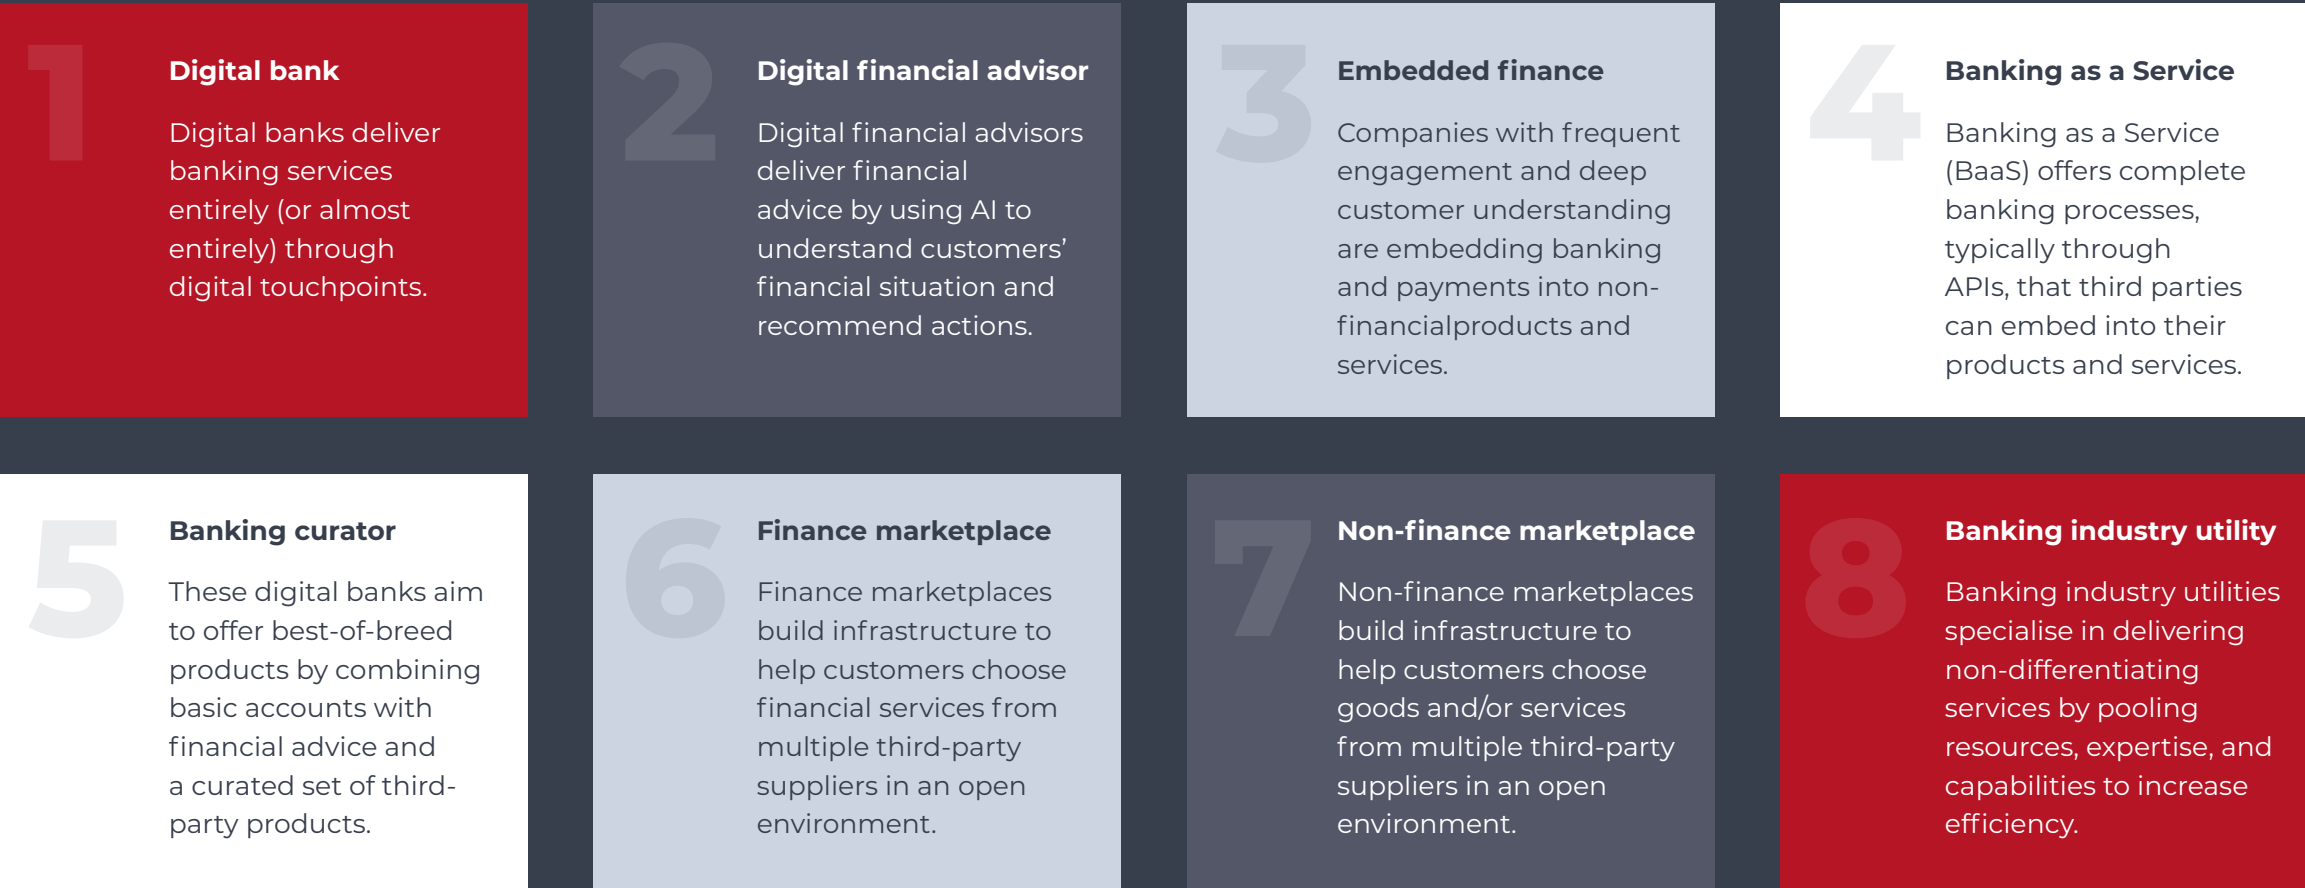 1
Digital bank
Digital banks deliver
banking services
entirely (or almost
entirely) through
digital touchpoints.
2
Digital financial advisor
Digital financial advisors
deliver financial
advice by using AI to
understand customers’
financial situation and
recommend actions.
3
Embedded finance
Companies with frequent
engagement and deep
customer understanding
are embedding banking
and payments into non-
financialproducts and
services.
4
Banking as a Service
Banking as a Service
(BaaS) offers complete
banking processes,
typically through
APIs, that third parties
can embed into their
products and services.
5
Banking curator
These digital banks aim
to offer best-of-breed
products by combining
basic accounts with
financial advice and
a curated set of third-
party products.
6
Finance marketplace
Finance marketplaces
build infrastructure to
help customers choose
financial services from
multiple third-party
suppliers in an open
environment.
7
Non-finance marketplace
Non-finance marketplaces
build infrastructure to
help customers choose
goods and/or services
from multiple third-party
suppliers in an open
environment.
8
Banking industry utility
Banking industry utilities
specialise in delivering
non-differentiating
services by pooling
resources, expertise, and
capabilities to increase
efficiency.